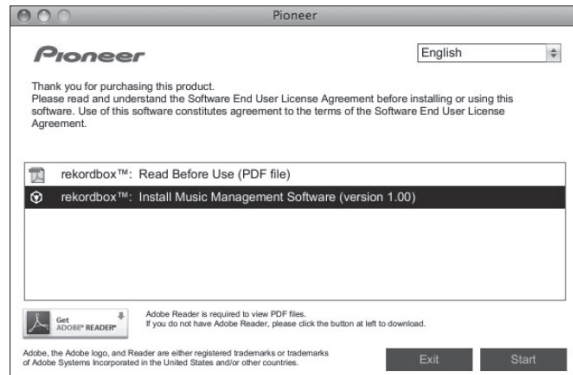 Pioneer
Pioneer
English
Thank you for purchasing this product.
Please read and understand the Software End User License Agreement before installing or using this
software. Use of this software constitutes agreement to the terms of the Software End User License
Agreement.
rekordbox™: Read Before Use (PDF file)
rekordbox™: Install Music Management Software (version 1.00)
Get
ADOBE® READER®
Adobe Reader is required to view PDF files.
If you do not have Adobe Reader, please click the button at left to download.
Adobe, the Adobe logo, and Reader are either registered trademarks or trademarks
of Adobe Systems Incorporated in the United States and/or other countries.
Exit
Start